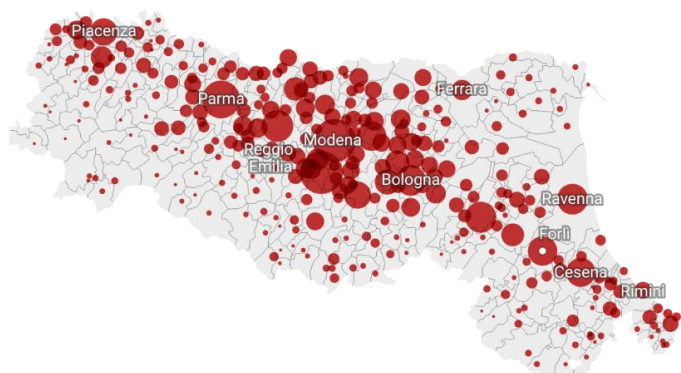 Piacenza
Parma
Ferrara
Modena
Reggio
Emilia
Bologna
Ravenna
Forlì
Cesena
Rimini